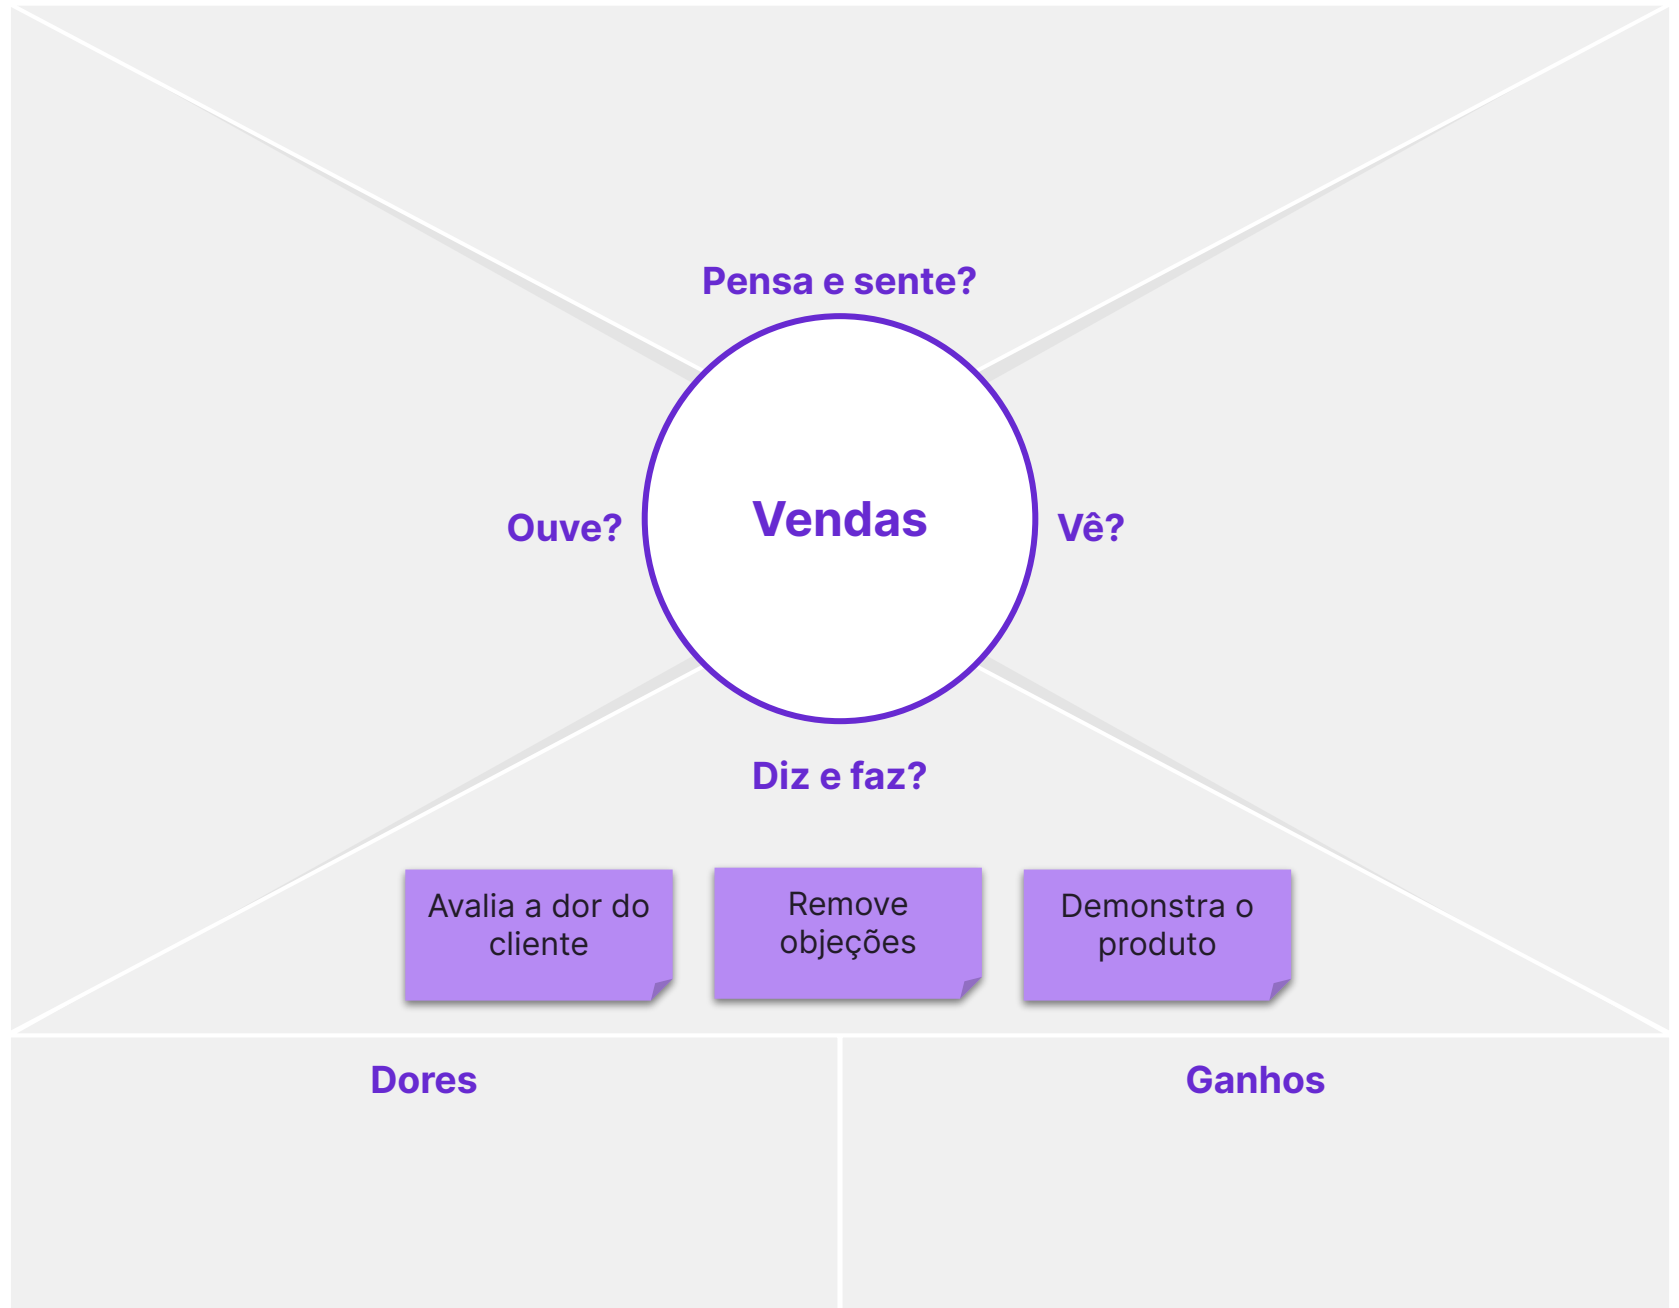 Pensa e sente?
Ouve?
Vendas
Vê?
Diz e faz?
Avalia a dor do
cliente
Remove
objeções
Demonstra o
produto
Dores
Ganhos